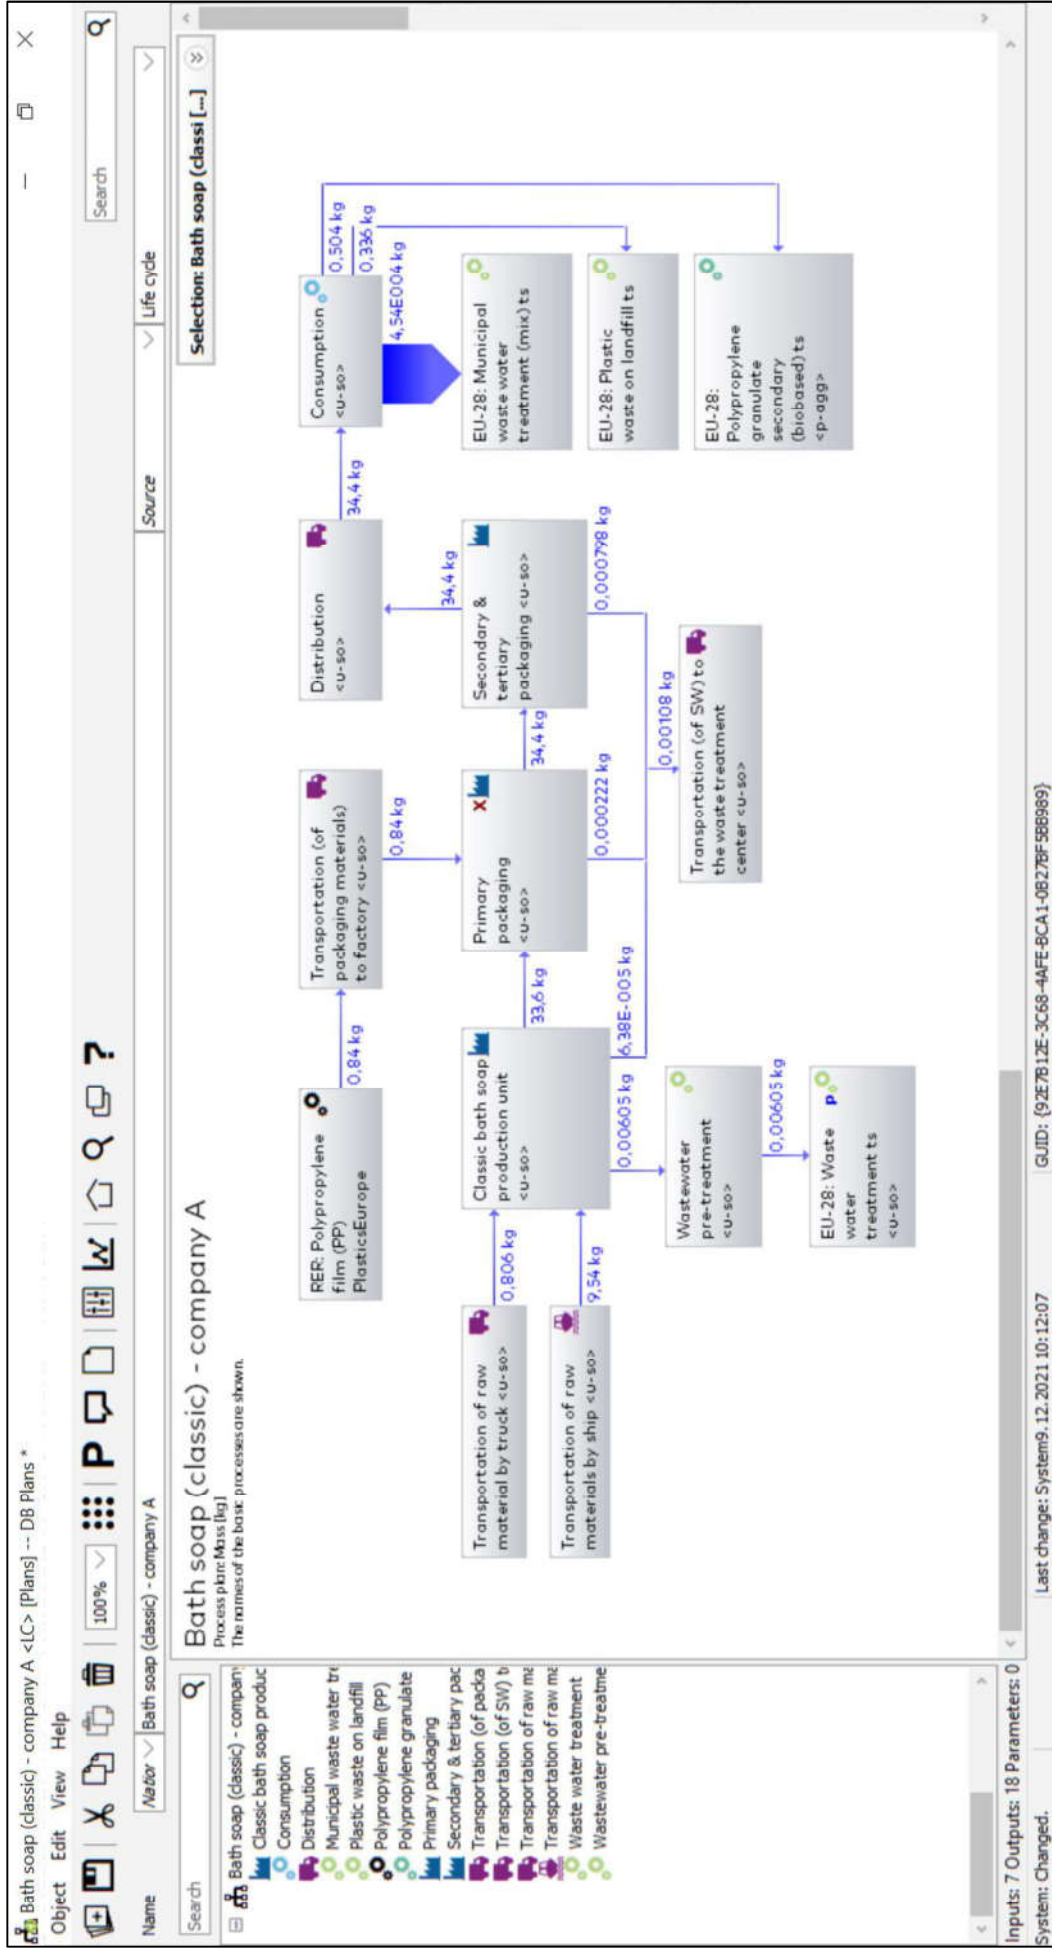 Bath soap (classic) - company A <LC> [Plans] -- DB Plans *
Object Edit View Help
100%
P
?
Search
Name
Nation
Bath soap (classic) - company A
Source
Life cycle
Search
Bath soap (classic) - company
Classic bath soap produc
Consumption
Distribution
Municipal waste water tre
Plastic waste on landfill
Polypropylene film (PP)
Polypropylene granulate
Primary packaging
Secondary & tertiary pac
Transportation (of packa
Transportation (of SW) t
Transportation of raw ma
Transportation of raw ma
Waste water treatment
Wastewater pre-treatme
Bath soap (classic) - company A
Process plan: Mass [kg]
The names of the basic processes are shown.
Selection: Bath soap (classi [...]
RER: Polypropylene
film (PP)
PlasticsEurope
0,84 kg
Transportation (of
packaging materials)
to factory <u-so>
0,84 kg
Distribution
<u-so>
34,4 kg
Consumption
<u-so>
0,504 kg
0,336 kg
4,54E004 kg
34,4 kg
Transportation of raw
material by truck <u-so>
0,806 kg
Transportation of raw
materials by ship <u-so>
9,54 kg
Classic bath soap
production unit
<u-so>
33,6 kg
Primary
packaging
<u-so>
X
34,4 kg
Secondary &
tertiary
packaging <u-so>
EU-28: Municipal
waste water
treatment (mix) ts
0,00605 kg
6,38E-005 kg
0,000222 kg
0,000798 kg
EU-28: Plastic
waste on landfill ts
0,00108 kg
Wastewater
pre-treatment
<u-so>
Transportation (of SW) to
the waste treatment
center <u-so>
EU-28:
Polypropylene
granulate
secondary
(biobased) ts
<p-agg>
0,00605 kg
EU-28: Waste
water
treatment ts
<u-so>
p
Inputs: 7 Outputs: 18 Parameters: 0
System: Changed.
Last change: System9.12.2021 10:12:07
GUID: {92E7B12E-3C68-4AFE-BCA1-0B27BF5BB989}